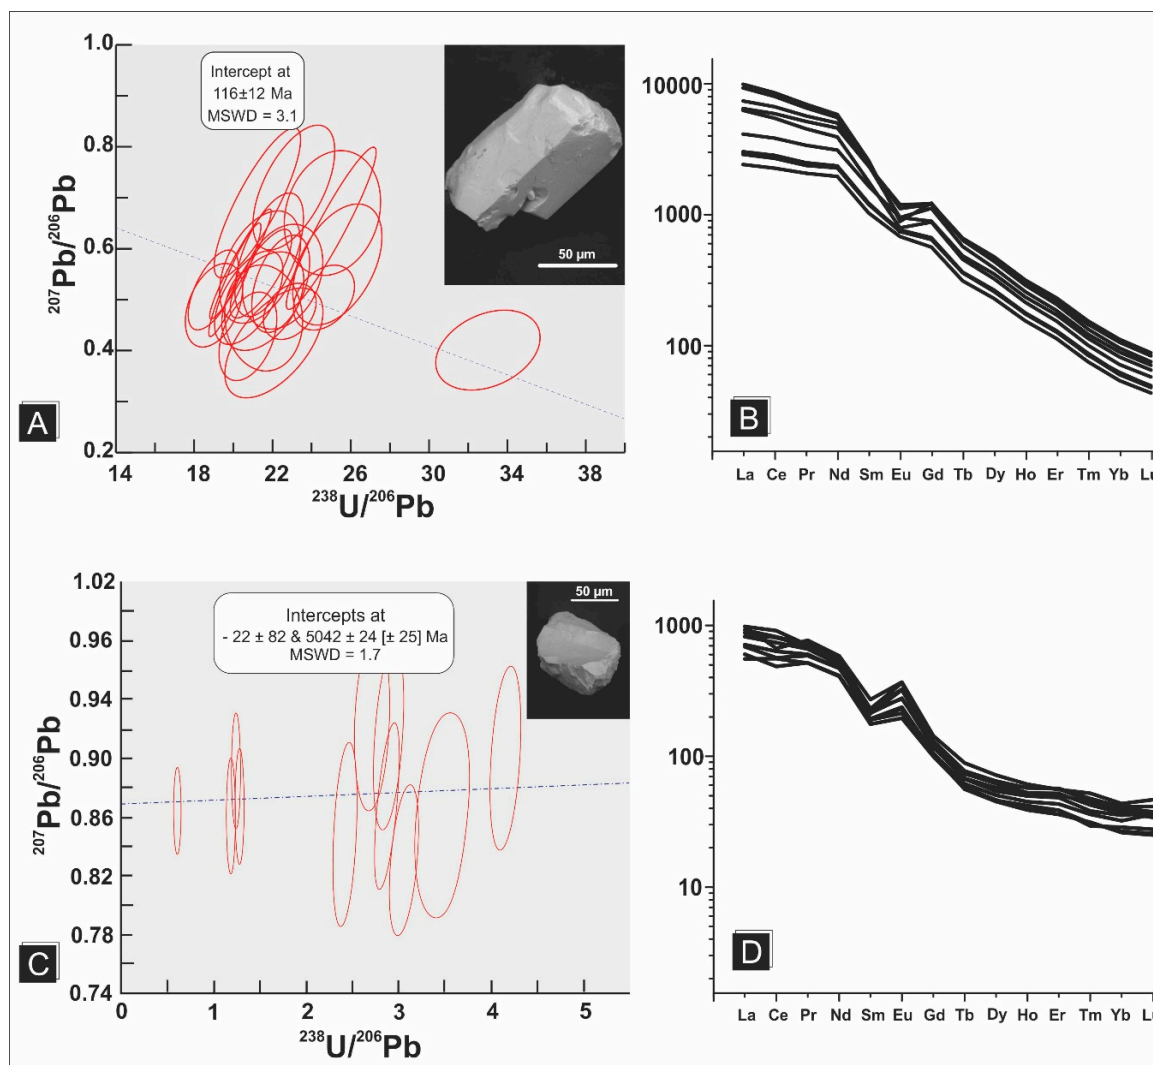 1.0
0.8
0.6
0.4
0.2
²⁰⁷Pb/²⁰⁶Pb
Intercept at
116±12 Ma
MSWD = 3.1
50 µm
A
14 18 22 26 30 34 38
²³⁸U/²⁰⁶Pb
10000
1000
100
B
La Ce Pr Nd Sm Eu Gd Tb Dy Ho Er Tm Yb Lu
1.02
0.96
0.94
0.90
0.86
0.82
0.78
0.74
²⁰⁷Pb/²⁰⁶Pb
Intercepts at
- 22 ± 82 & 5042 ± 24 [± 25] Ma
MSWD = 1.7
50 µm
C
0 1 2 3 4 5
²³⁸U/²⁰⁶Pb
1000
100
10
D
La Ce Pr Nd Sm Eu Gd Tb Dy Ho Er Tm Yb Lu